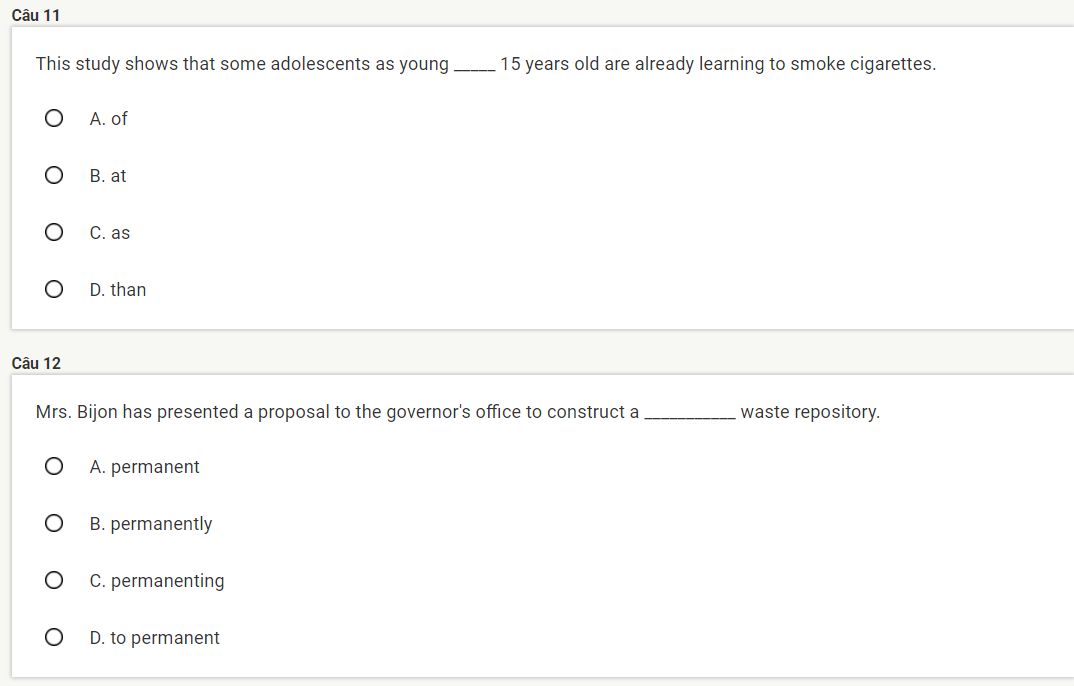 Câu 11
This study shows that some adolescents as young _____ 15 years old are already learning to smoke cigarettes.
A. of
B. at
C. as
D. than
Câu 12
Mrs. Bijon has presented a proposal to the governor's office to construct a ___________ waste repository.
A. permanent
B. permanently
C. permanenting
D. to permanent